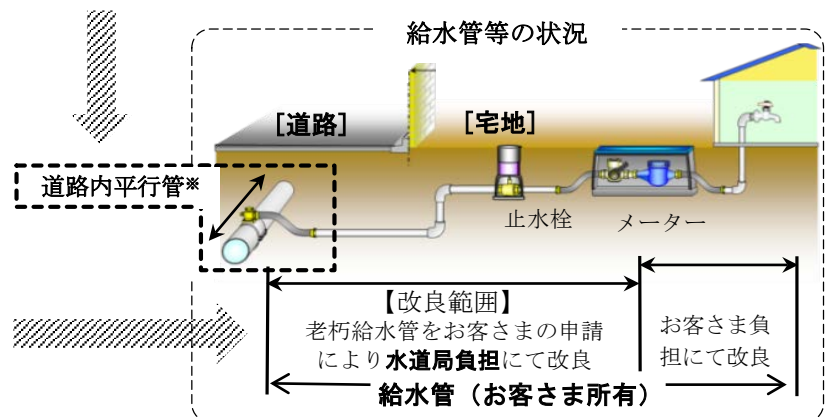 給水管等の状況
［道路］
［宅地］
道路内平行管※
止水栓
メーター
【改良範囲】
老朽給水管をお客さまの申請
により水道局負担にて改良
お客さま負
担にて改良
給水管（お客さま所有）